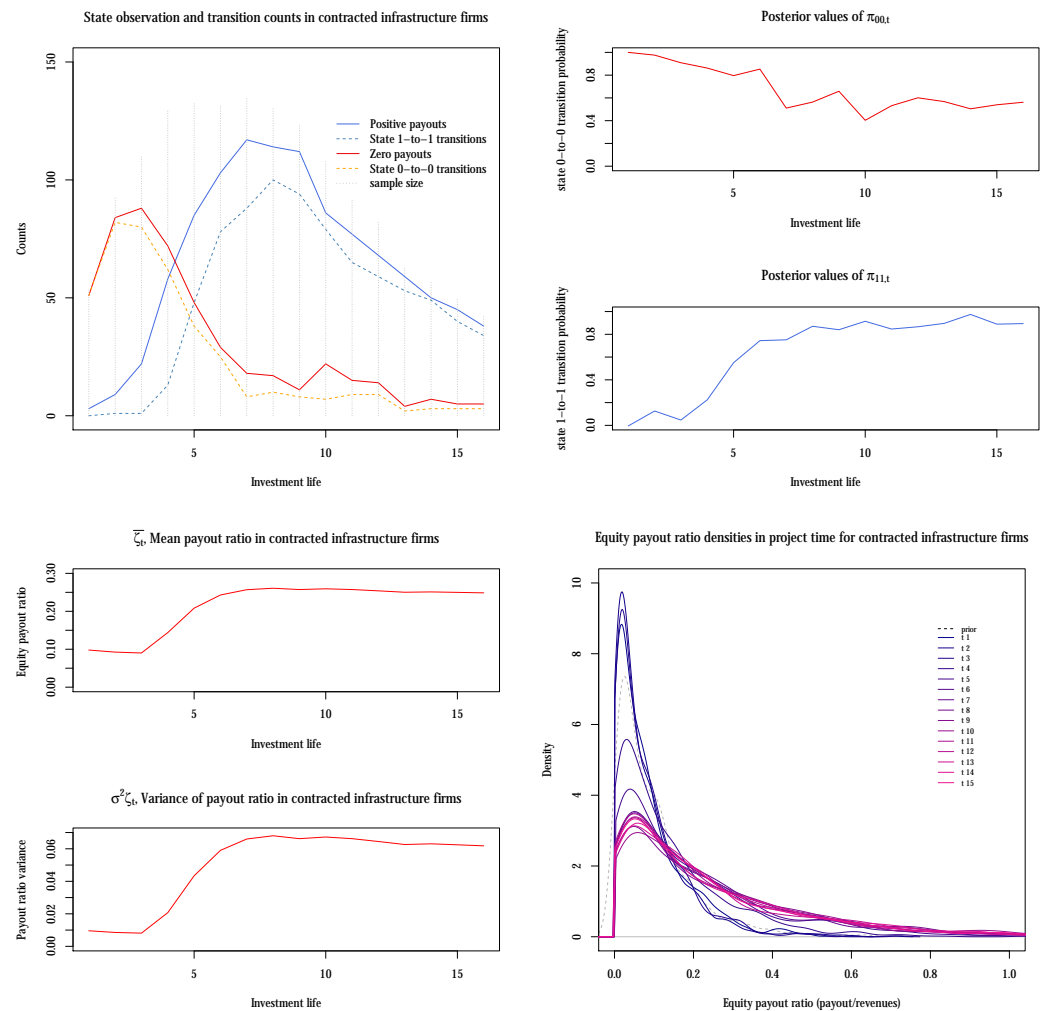 State observation and transition counts in contracted infrastructure firms
Counts
0
50
100
150
Positive payouts
State 1−to−1 transitions
Zero payouts
State 0−to−0 transitions
sample size
5
10
15
Investment life
Posterior values of π00,t
state 0−to−0 transition probability
0.0
0.4
0.8
5
10
15
Investment life
Posterior values of π11,t
state 1−to−1 transition probability
0.0
0.4
0.8
5
10
15
Investment life
ζt, Mean payout ratio in contracted infrastructure firms
Equity payout ratio
0.00
0.10
0.20
0.30
5
10
15
Investment life
σ²ζt, Variance of payout ratio in contracted infrastructure firms
Payout ratio variance
0.00
0.02
0.04
0.06
5
10
15
Investment life
Equity payout ratio densities in project time for contracted infrastructure firms
Density
0
2
4
6
8
10
prior
t 1
t 2
t 3
t 4
t 5
t 6
t 7
t 8
t 9
t 10
t 11
t 12
t 13
t 14
t 15
0.0
0.2
0.4
0.6
0.8
1.0
Equity payout ratio (payout/revenues)